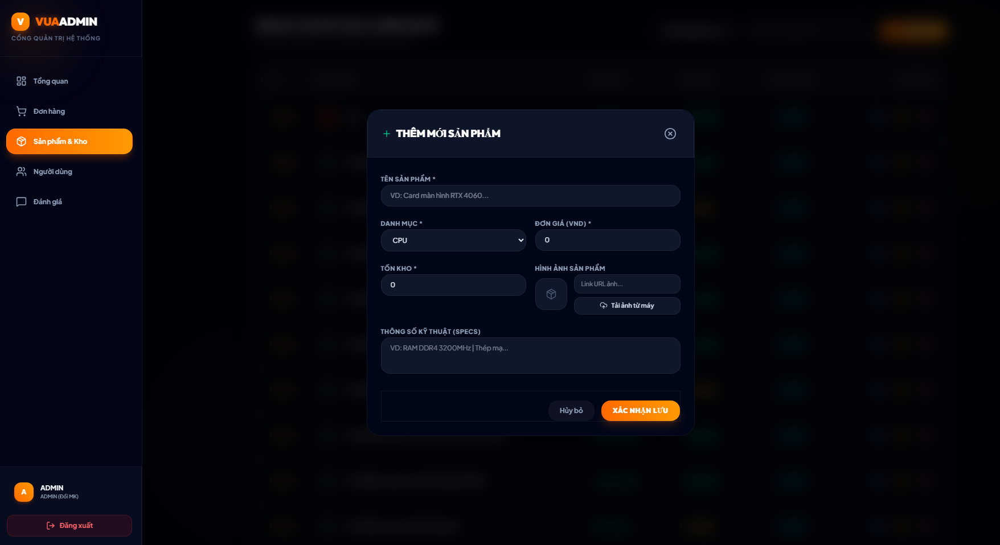 V VUAADMIN
CỔNG QUẢN TRỊ HỆ THỐNG
Tổng quan
Đơn hàng
Sản phẩm & Kho
Người dùng
Đánh giá
A
ADMIN
ADMIN (Đổi MK)
Đăng xuất
THÊM MỚI SẢN PHẨM
TÊN SẢN PHẨM *
VD: Card màn hình RTX 4060...
DANH MỤC *
ĐƠN GIÁ (VND) *
CPU
0
TỒN KHO *
HÌNH ẢNH SẢN PHẨM
0
Link URL ảnh...
Tải ảnh từ máy
THÔNG SỐ KỸ THUẬT (SPECS)
VD: RAM DDR4 3200MHz | Thép mạ...
Hủy bỏ
XÁC NHẬN LƯU